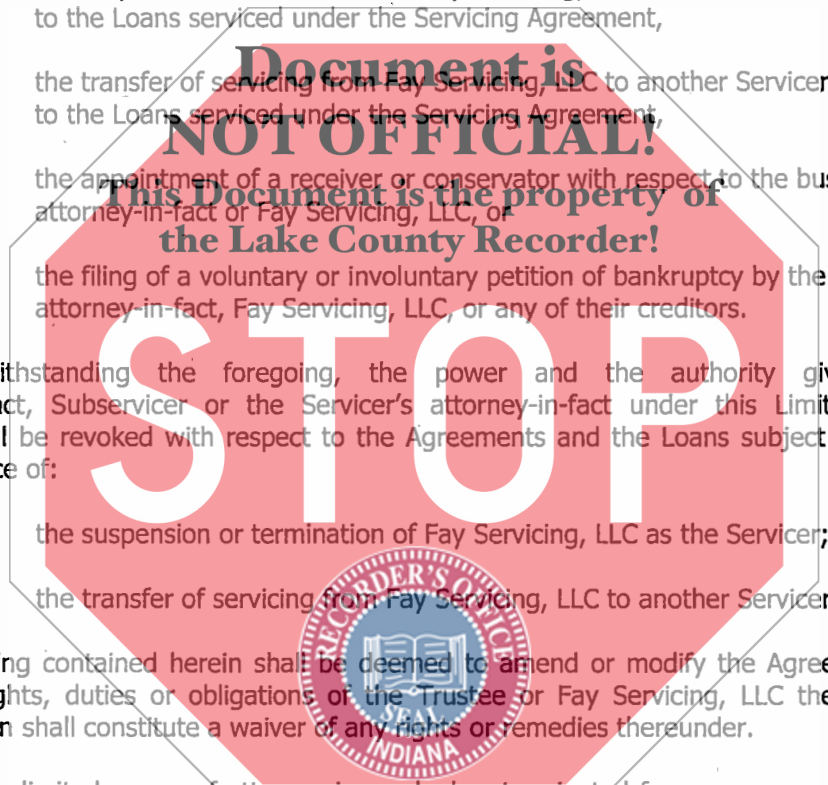 to the Loans serviced under the Servicing Agreement,
Document is
the transfer of servicing from Fay Servicing, LLC to another Servicer
to the Loans serviced under the Servicing Agreement,
NOT OFFICIAL!
the appointment of a receiver or conservator with respect to the bus
This Document is the property of
attorney-in-fact or Fay Servicing, LLC, or
the Lake County Recorder!
the filing of a voluntary or involuntary petition of bankruptcy by the
attorney-in-fact, Fay Servicing, LLC, or any of their creditors.
STOP
ithstanding the foregoing, the power and the authority giv
ct, Subservicer or the Servicer's attorney-in-fact under this Limit
l be revoked with respect to the Agreements and the Loans subject
ce of:
the suspension or termination of Fay Servicing, LLC as the Servicer;
the transfer of servicing from Fay Servicing, LLC to another Servicer
RECORDER'S OFFICE
SEAL
INDIANA
ng contained herein shall be deemed to amend or modify the Agree
ghts, duties or obligations of the Trustee or Fay Servicing, LLC the
n shall constitute a waiver of any rights or remedies thereunder.